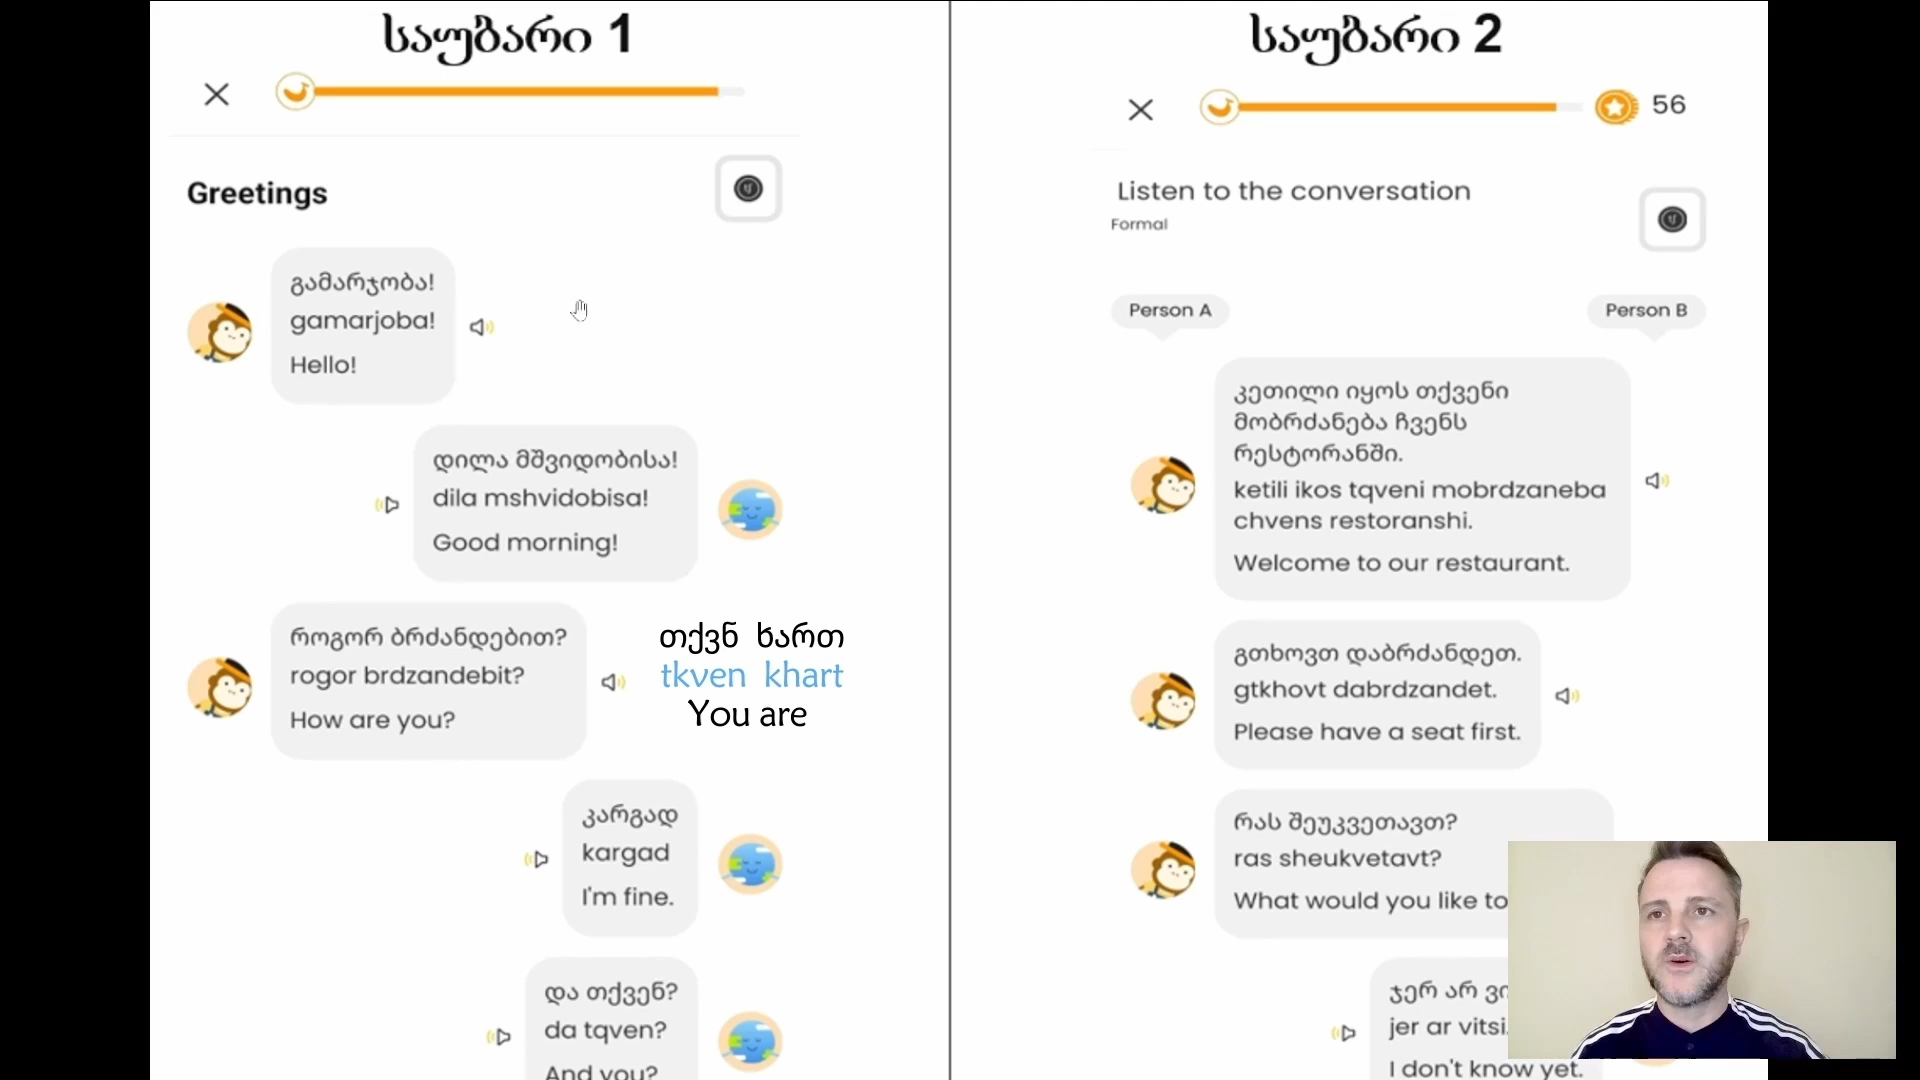 საუბარი 1
Greetings
გამარჯობა!
gamarjoba!
Hello!
დილა მშვიდობისა!
dila mshvidobisa!
Good morning!
როგორ ბრძანდებით?
rogor brdzandebit?
How are you?
თქვნ ხართ
tkven khart
You are
კარგად
kargad
I'm fine.
და თქვენ?
da tqven?
And you?
საუბარი 2
56
Listen to the conversation
Formal
Person A
Person B
კეთილი იყოს თქვენი
მობრძანება ჩვენს
რესტორანში.
ketili ikos tqveni mobrdzaneba
chvens restoranshi.
Welcome to our restaurant.
გთხოვთ დაბრძანდეთ.
gtkhovt dabrdzandet.
Please have a seat first.
რას შეუკვეთავთ?
ras sheukvetavt?
What would you like to
ჯერ არ
jer ar vitsi.
I don't know yet.